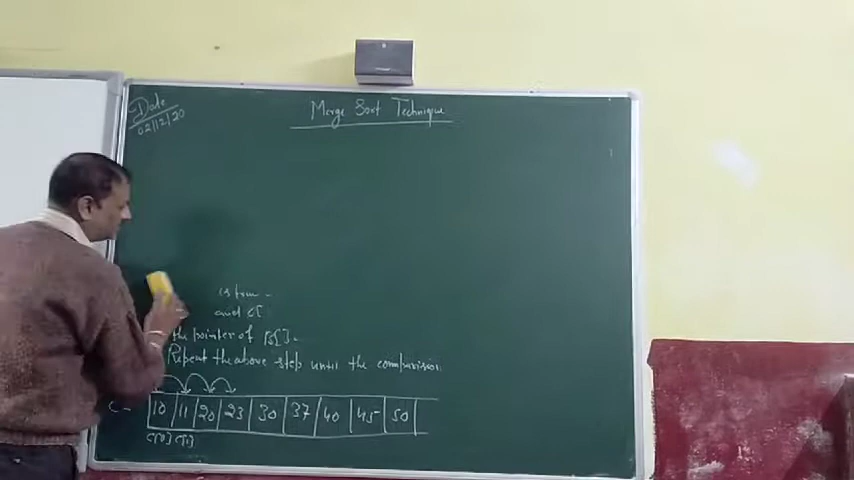 Date
02/12/20
Merge Sort Technique
is true -
and C[
the pointer of B[].
Repeat the above step until the comparison.
C- 10 11 20 23 30 37 40 45 50
C[0] C[1]